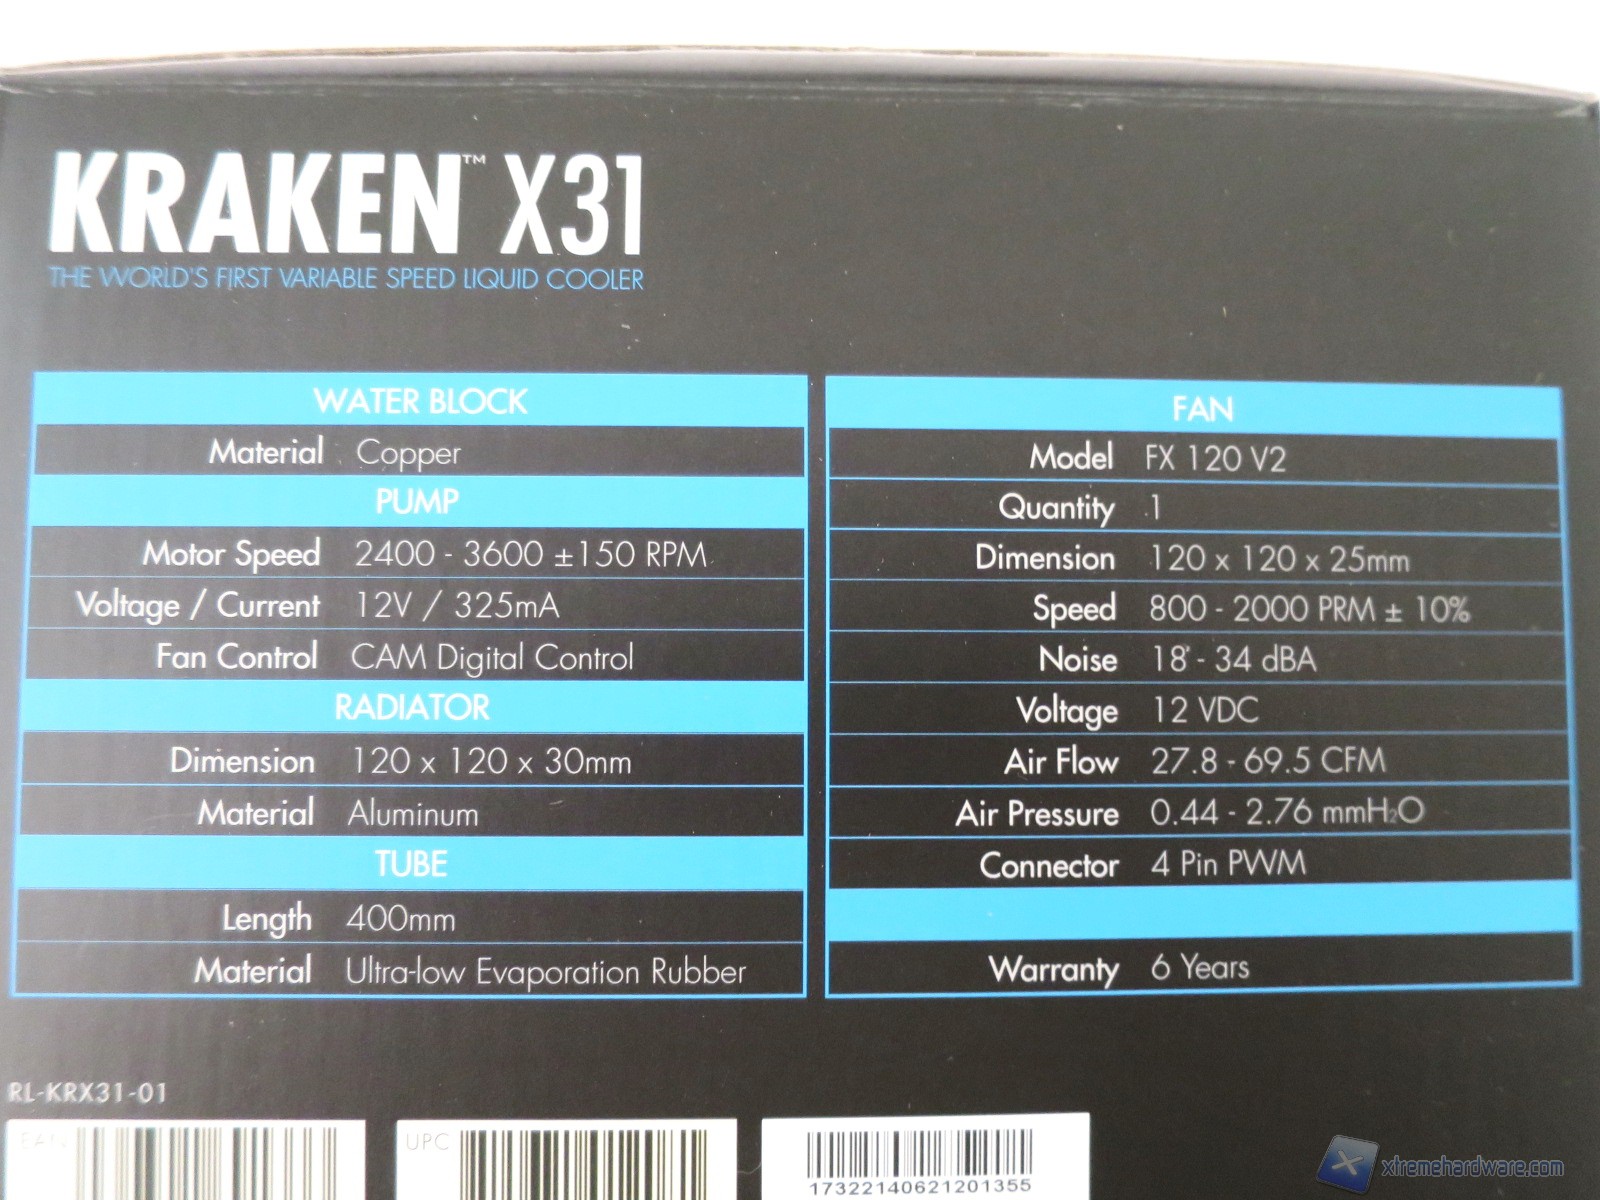 KRAKEN™ X31
THE WORLD'S FIRST VARIABLE SPEED LIQUID COOLER
WATER BLOCK
Material Copper
PUMP
Motor Speed 2400 - 3600 ±150 RPM
Voltage / Current 12V / 325mA
Fan Control CAM Digital Control
RADIATOR
Dimension 120 x 120 x 30mm
Material Aluminum
TUBE
Length 400mm
Material Ultra-low Evaporation Rubber
FAN
Model FX 120 V2
Quantity 1
Dimension 120 x 120 x 25mm
Speed 800 - 2000 PRM ± 10%
Noise 18 - 34 dBA
Voltage 12 VDC
Air Flow 27.8 - 69.5 CFM
Air Pressure 0.44 - 2.76 mmH₂O
Connector 4 Pin PWM
Warranty 6 Years
RL-KRX31-01
EAN
UPC
17322140621201355
xtremehardware.com